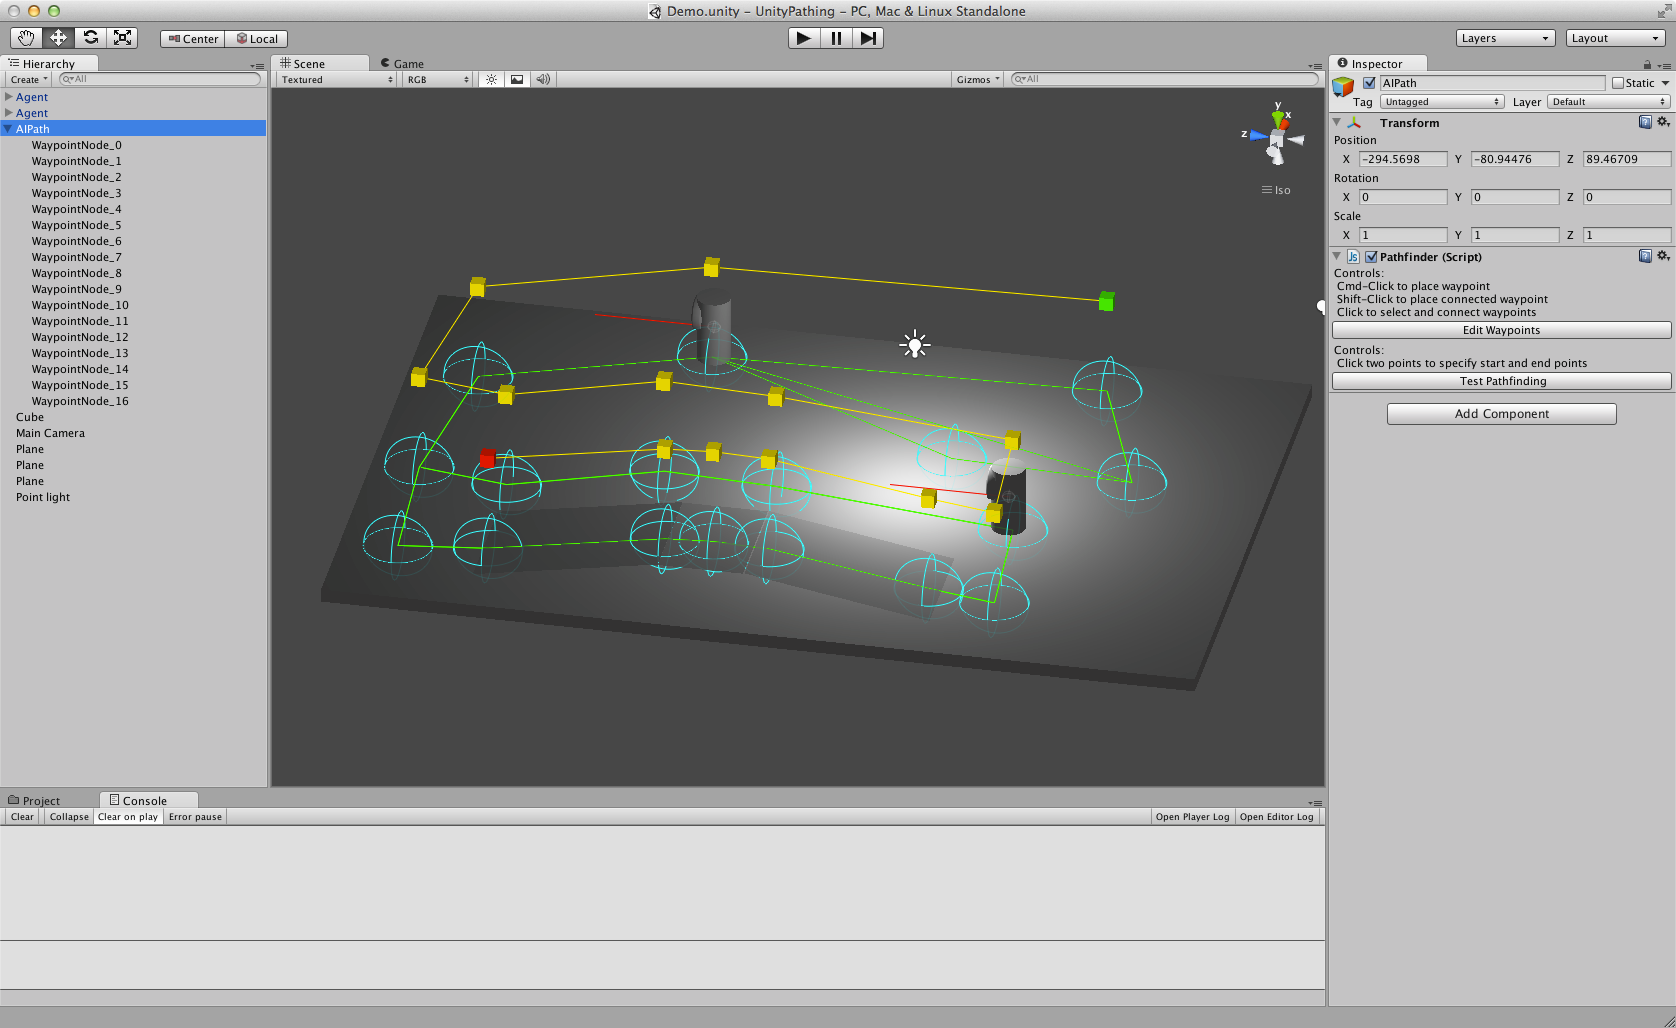 Demo.unity - UnityPathing - PC, Mac & Linux Standalone
Center Local
Layers Layout
Hierarchy
Create All
Agent
Agent
AIPath
WaypointNode_0
WaypointNode_1
WaypointNode_2
WaypointNode_3
WaypointNode_4
WaypointNode_5
WaypointNode_6
WaypointNode_7
WaypointNode_8
WaypointNode_9
WaypointNode_10
WaypointNode_11
WaypointNode_12
WaypointNode_13
WaypointNode_14
WaypointNode_15
WaypointNode_16
Cube
Main Camera
Plane
Plane
Plane
Point light
Scene Game
Textured RGB Gizmos All
y
x
z
Iso
Inspector
AIPath Static
Tag Untagged Layer Default
Transform
Position
X -294.5698 Y -80.94476 Z 89.46709
Rotation
X 0 Y 0 Z 0
Scale
X 1 Y 1 Z 1
Js Pathfinder (Script)
Controls:
Cmd-Click to place waypoint
Shift-Click to place connected waypoint
Click to select and connect waypoints
Edit Waypoints
Controls:
Click two points to specify start and end points
Test Pathfinding
Add Component
Project Console
Clear Collapse Clear on play Error pause Open Player Log Open Editor Log